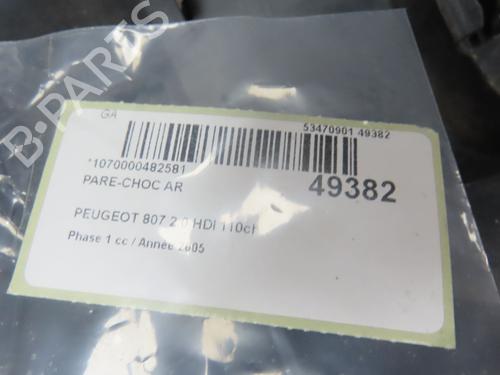 B-PARTS
GA
53470901 49382
*1070000482581
49382
PARE-CHOC AR
PEUGEOT 807 2.0 HDI 110ch
Phase 1 cc / Année 2005